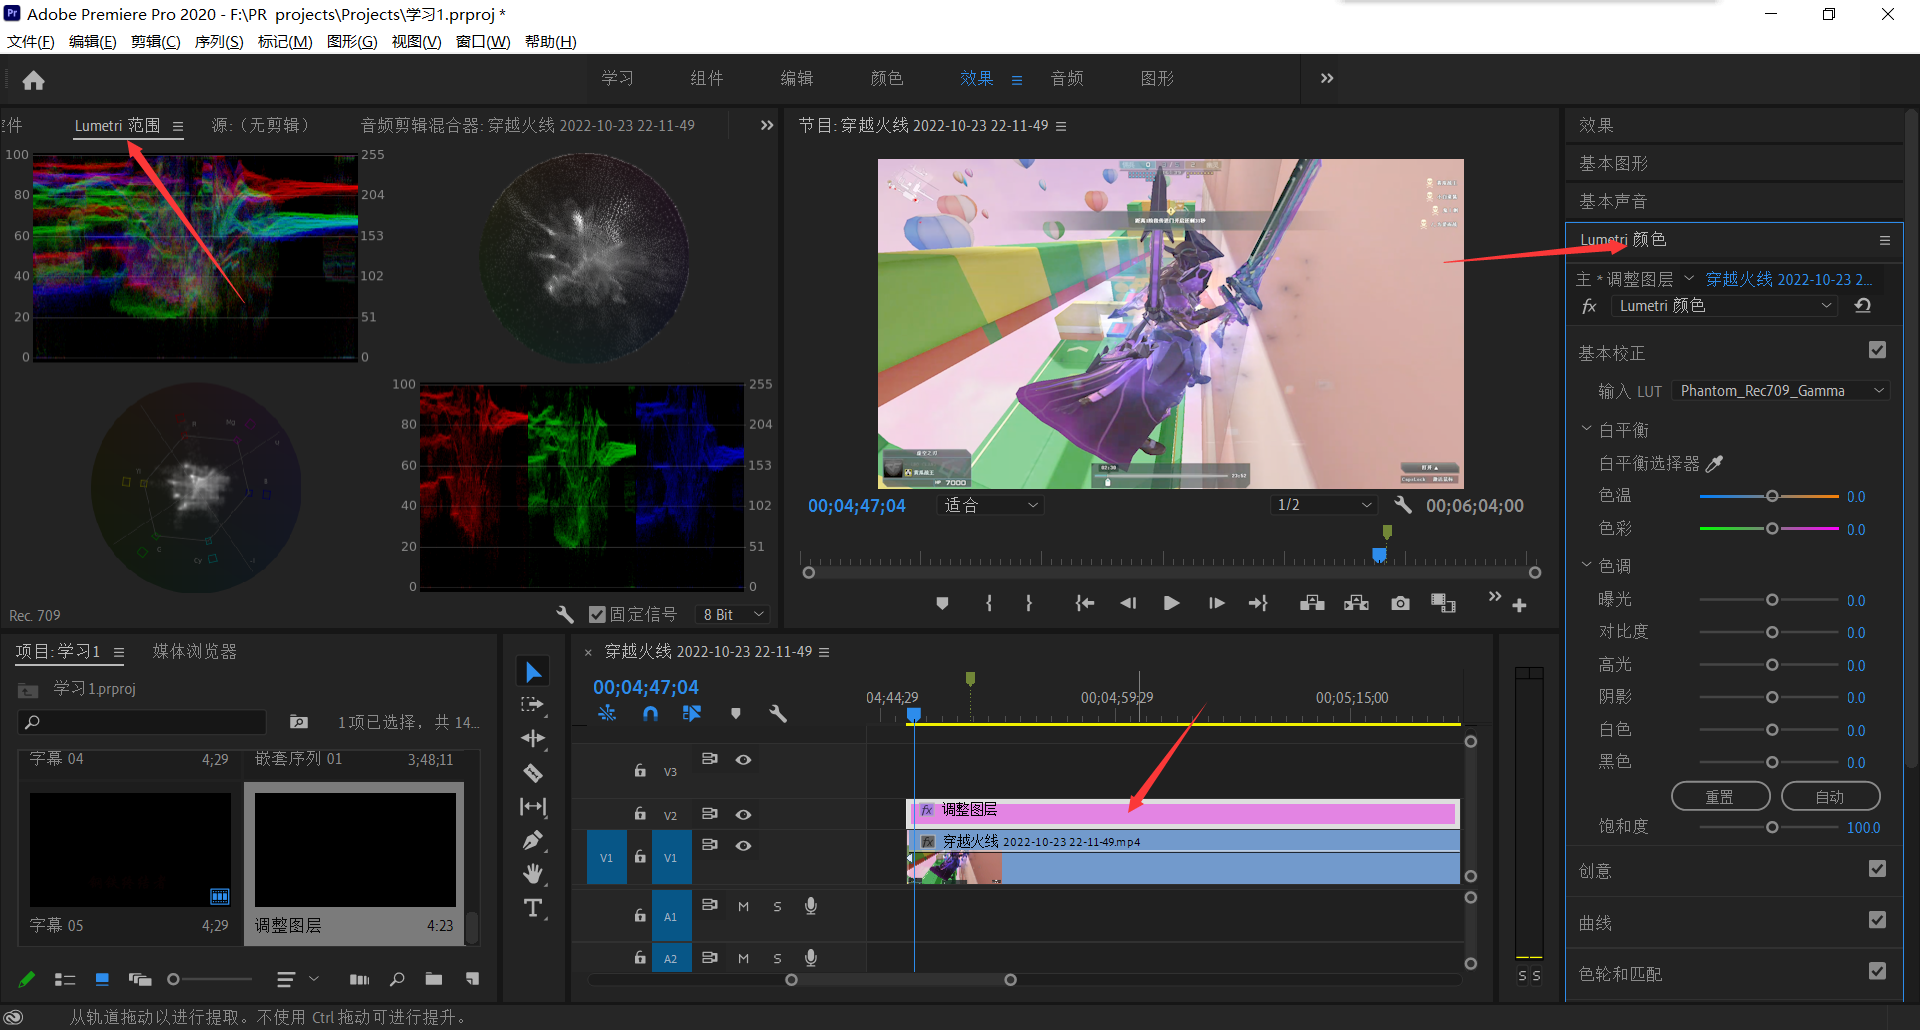 Adobe Premiere Pro 2020 - F:\PR  projects\Projects\学习1.prproj *
文件(F)  编辑(E)  剪辑(C)  序列(S)  标记(M)  图形(G)  视图(V)  窗口(W)  帮助(H)
学习  组件  编辑  颜色  效果  音频  图形
Lumetri 范围  源:（无剪辑）  音频剪辑混合器: 穿越火线 2022-10-23 22-11-49
100 255
80 204
60 153
40 102
20 51
0 0
100 255
80 204
60 153
40 102
20 51
0 0
Rec. 709  固定信号  8 Bit
节目: 穿越火线 2022-10-23 22-11-49
7000
00;04;47;04  适合  1/2  00;06;04;00
效果
基本图形
基本声音
Lumetri 颜色
主 * 调整图层  穿越火线 2022-10-23 2...
fx  Lumetri 颜色
基本校正
输入 LUT  Phantom_Rec709_Gamma
白平衡
白平衡选择器
色温 0.0
色彩 0.0
色调
曝光 0.0
对比度 0.0
高光 0.0
阴影 0.0
白色 0.0
黑色 0.0
重置  自动
饱和度 100.0
创意
曲线
色轮和匹配
项目: 学习1  媒体浏览器
学习1.prproj
1项已选择，共 14...
字幕 04  4;29  嵌套序列 01  3;48;11
字幕 05  4;29  调整图层  4:23
× 穿越火线 2022-10-23 22-11-49
00;04;47;04
04;44;29  00;04;59;29  00;05;15;00
V3
V2  fx 调整图层
V1  V1  fx 穿越火线 2022-10-23 22-11-49.mp4
A1  M  S
A2  M  S
S S
从轨道拖动以进行提取。不使用 Ctrl 拖动可进行提升。